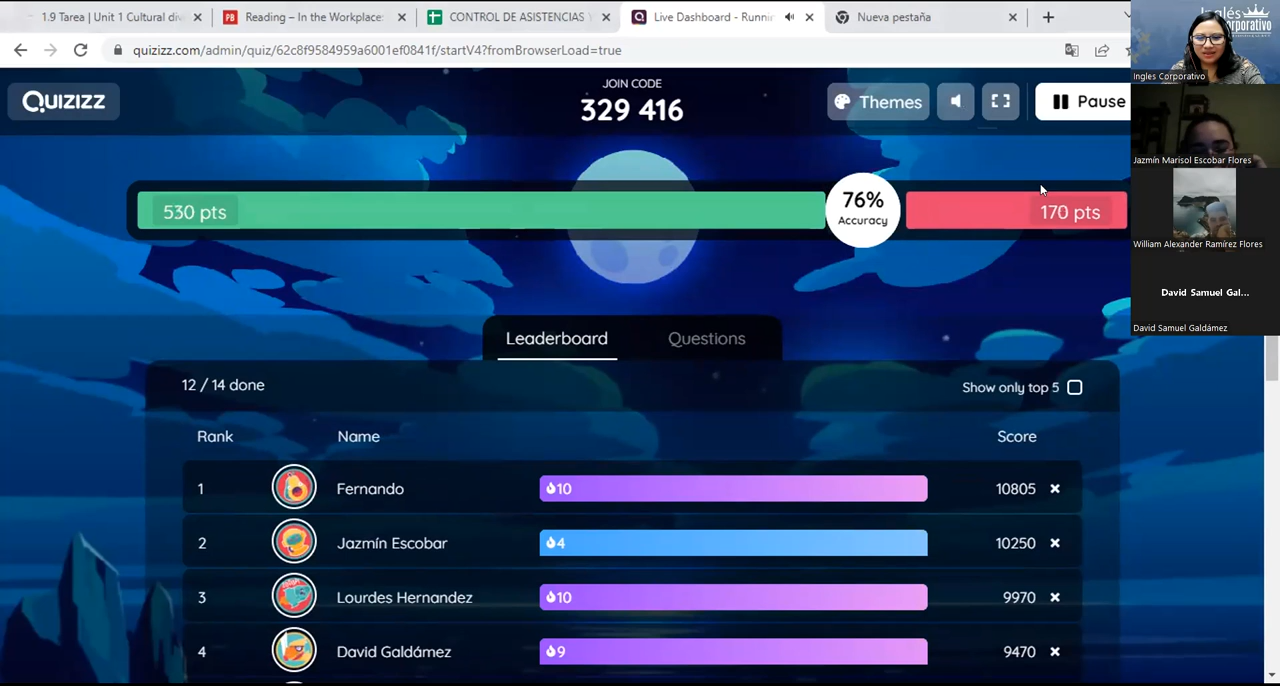 1.9 Tarea | Unit 1 Cultural div
Reading – In the Workplace:
CONTROL DE ASISTENCIAS
Live Dashboard - Runni
Nueva pestaña
quizizz.com/admin/quiz/62c8f9584959a6001ef0841f/startV4?fromBrowserLoad=true
QUIZIZZ
JOIN CODE
329 416
Themes
Pause
530 pts
76%
Accuracy
170 pts
Leaderboard
Questions
12 / 14 done
Show only top 5
Rank
Name
Score
1 Fernando 10 10805
2 Jazmín Escobar 4 10250
3 Lourdes Hernandez 10 9970
4 David Galdámez 9 9470
Inglés
Corporativo
Ingles Corporativo
Jazmín Marisol Escobar Flores
William Alexander Ramírez Flores
David Samuel Gal...
David Samuel Galdámez